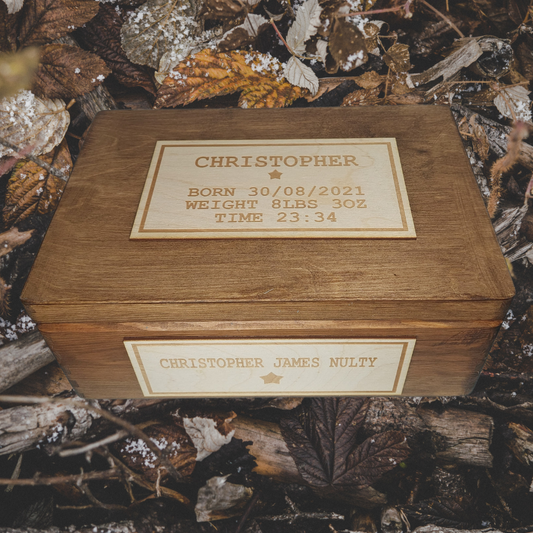 CHRISTOPHER
BORN 30/08/2021
WEIGHT 8LBS 3OZ
TIME 23:34
CHRISTOPHER JAMES NULTY